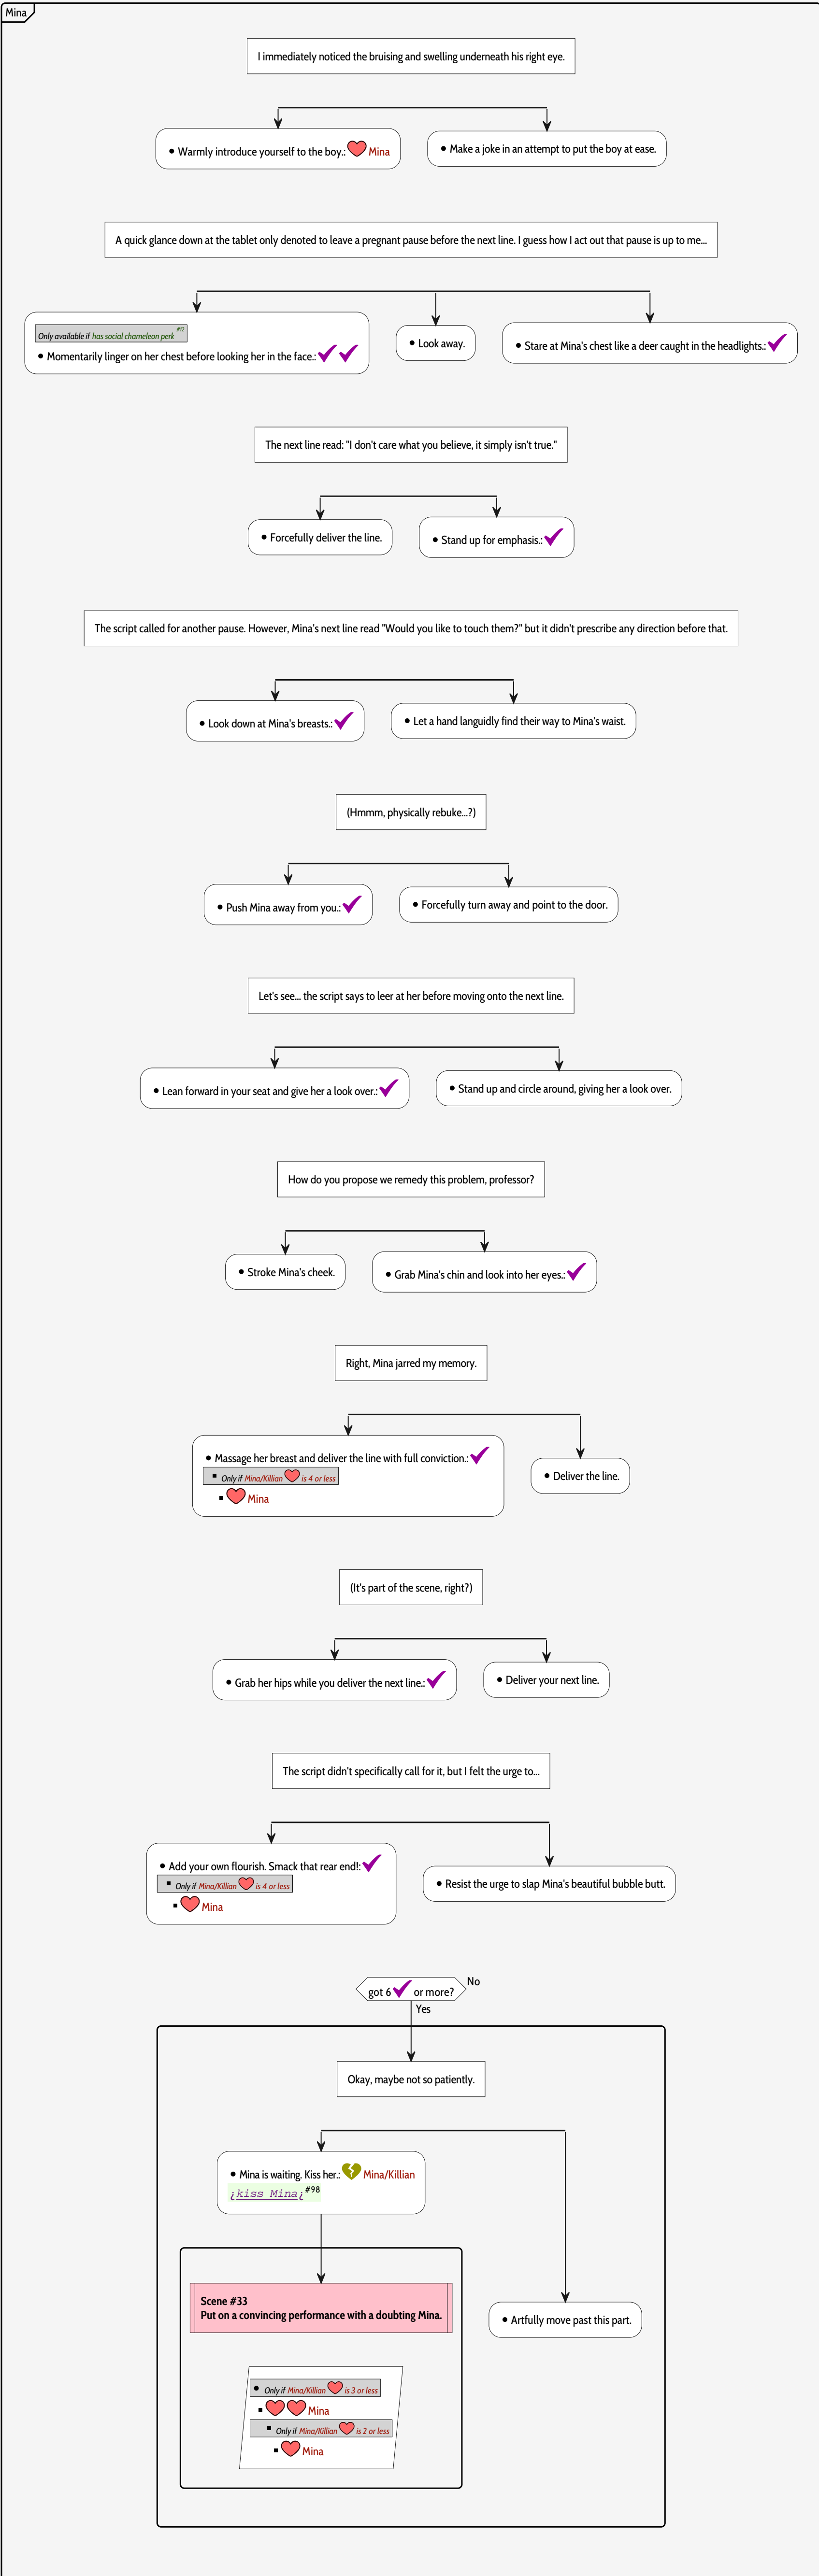 Mina
I immediately noticed the bruising and swelling underneath his right eye.
• Warmly introduce yourself to the boy.: Mina
• Make a joke in an attempt to put the boy at ease.
A quick glance down at the tablet only denoted to leave a pregnant pause before the next line. I guess how I act out that pause is up to me...
Only available if has social chameleon perk #12
• Momentarily linger on her chest before looking her in the face.:
• Look away.
• Stare at Mina's chest like a deer caught in the headlights.:
The next line read: "I don't care what you believe, it simply isn't true."
• Forcefully deliver the line.
• Stand up for emphasis.:
The script called for another pause. However, Mina's next line read "Would you like to touch them?" but it didn't prescribe any direction before that.
• Look down at Mina's breasts.:
• Let a hand languidly find their way to Mina's waist.
(Hmmm, physically rebuke...?)
• Push Mina away from you.:
• Forcefully turn away and point to the door.
Let's see... the script says to leer at her before moving onto the next line.
• Lean forward in your seat and give her a look over.:
• Stand up and circle around, giving her a look over.
How do you propose we remedy this problem, professor?
• Stroke Mina's cheek.
• Grab Mina's chin and look into her eyes.:
Right, Mina jarred my memory.
• Massage her breast and deliver the line with full conviction.:
▪ Only if Mina/Killian is 4 or less
▪ Mina
• Deliver the line.
(It's part of the scene, right?)
• Grab her hips while you deliver the next line.:
• Deliver your next line.
The script didn't specifically call for it, but I felt the urge to...
• Add your own flourish. Smack that rear end!:
▪ Only if Mina/Killian is 4 or less
▪ Mina
• Resist the urge to slap Mina's beautiful bubble butt.
got 6 or more?
No
Yes
Okay, maybe not so patiently.
• Mina is waiting. Kiss her.: Mina/Killian
¿kiss Mina¿ #98
Scene #33
Put on a convincing performance with a doubting Mina.
• Only if Mina/Killian is 3 or less
▪ Mina
▪ Only if Mina/Killian is 2 or less
▪ Mina
• Artfully move past this part.